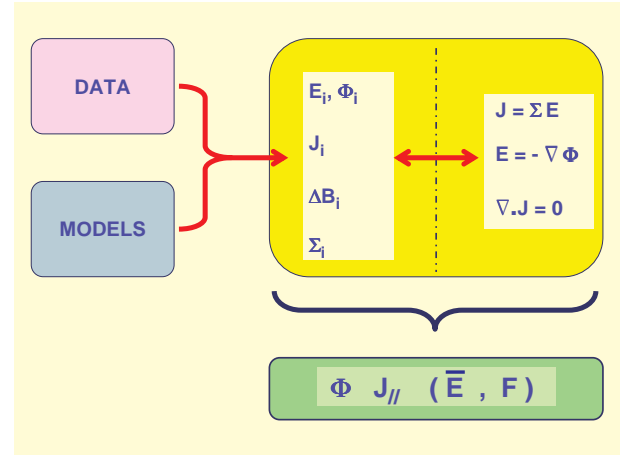 DATA
MODELS
Eᵢ, Φᵢ
Jᵢ
ΔBᵢ
Σᵢ
J = Σ E
E = - ∇ Φ
∇.J = 0
Φ J// ( E̅ , F )